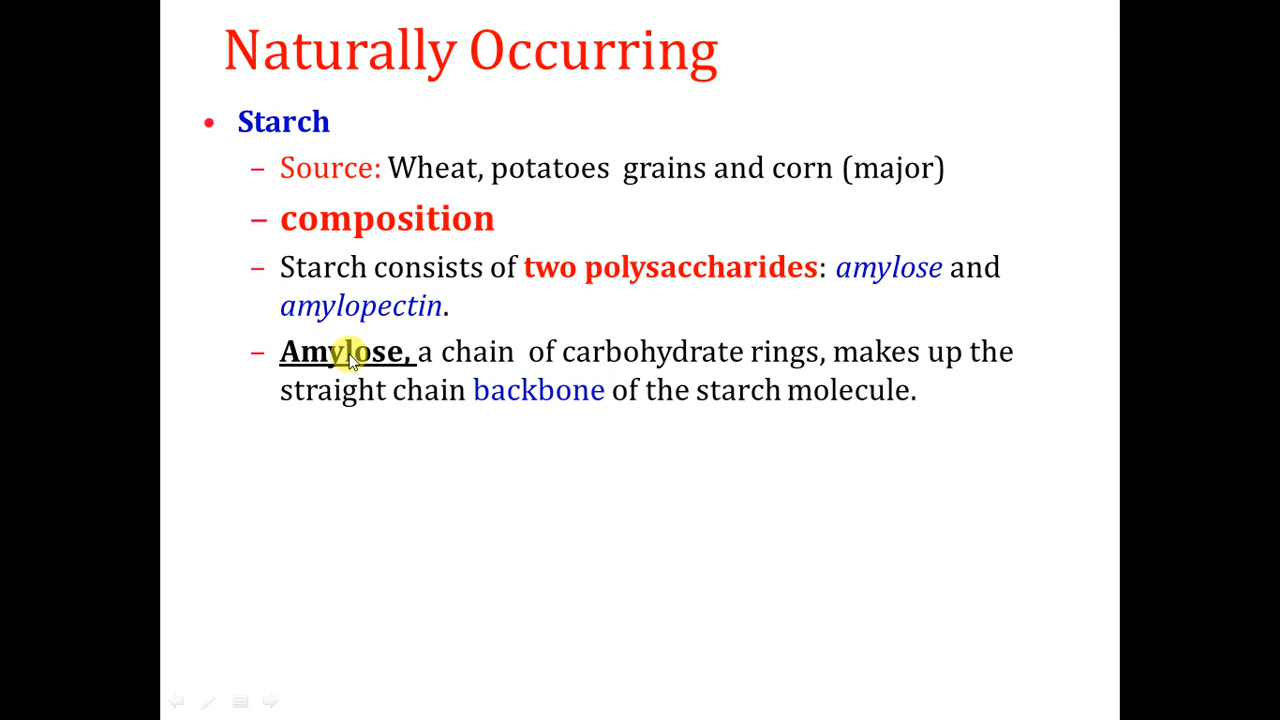 Naturally Occurring
• Starch
– Source: Wheat, potatoes grains and corn (major)
– composition
– Starch consists of two polysaccharides: amylose and
amylopectin.
– Amylose, a chain of carbohydrate rings, makes up the
straight chain backbone of the starch molecule.